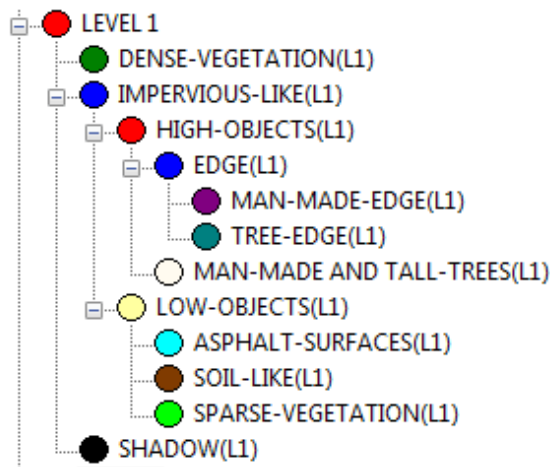 LEVEL 1
DENSE-VEGETATION(L1)
IMPERVIOUS-LIKE(L1)
HIGH-OBJECTS(L1)
EDGE(L1)
MAN-MADE-EDGE(L1)
TREE-EDGE(L1)
MAN-MADE AND TALL-TREES(L1)
LOW-OBJECTS(L1)
ASPHALT-SURFACES(L1)
SOIL-LIKE(L1)
SPARSE-VEGETATION(L1)
SHADOW(L1)